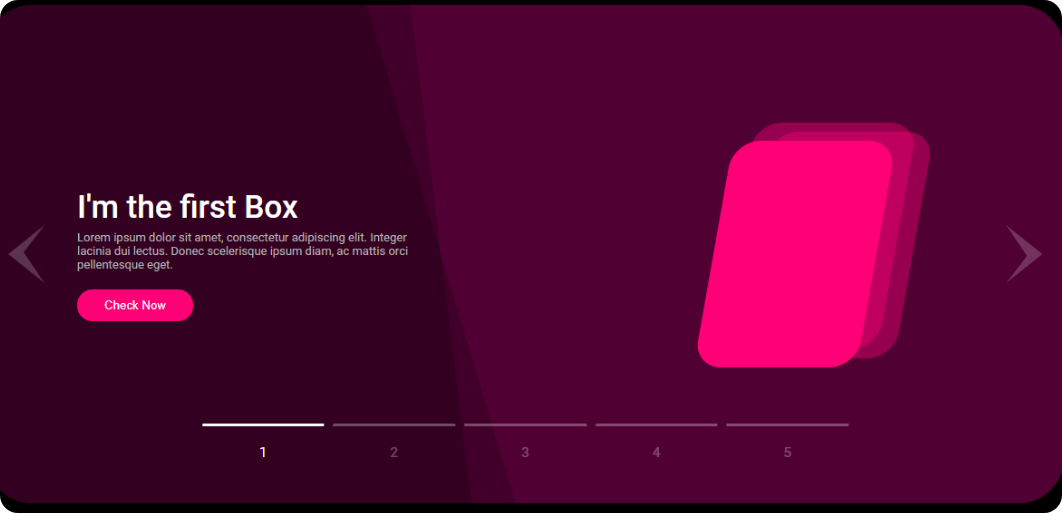 I'm the first Box
Lorem ipsum dolor sit amet, consectetur adipiscing elit. Integer
lacinia dui lectus. Donec scelerisque ipsum diam, ac mattis orci
pellentesque eget.
Check Now
1 2 3 4 5